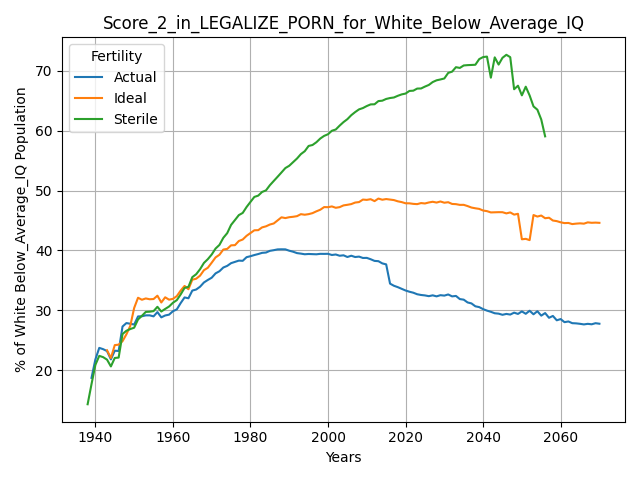 Score_2_in_LEGALIZE_PORN_for_White_Below_Average_IQ
Fertility
Actual
Ideal
Sterile
% of White Below_Average_IQ Population
70
60
50
40
30
20
1940 1960 1980 2000 2020 2040 2060
Years